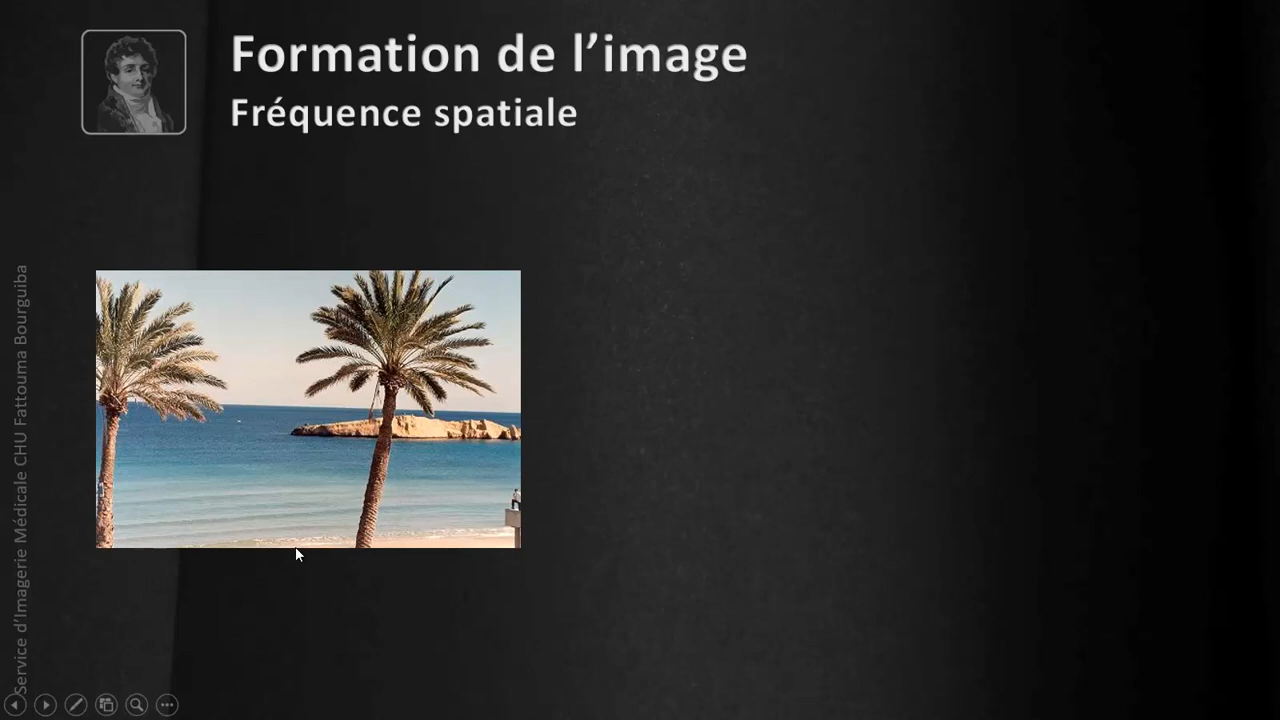 Formation de l’image
Fréquence spatiale
Service d’Imagerie Médicale CHU Fattouma Bourguiba